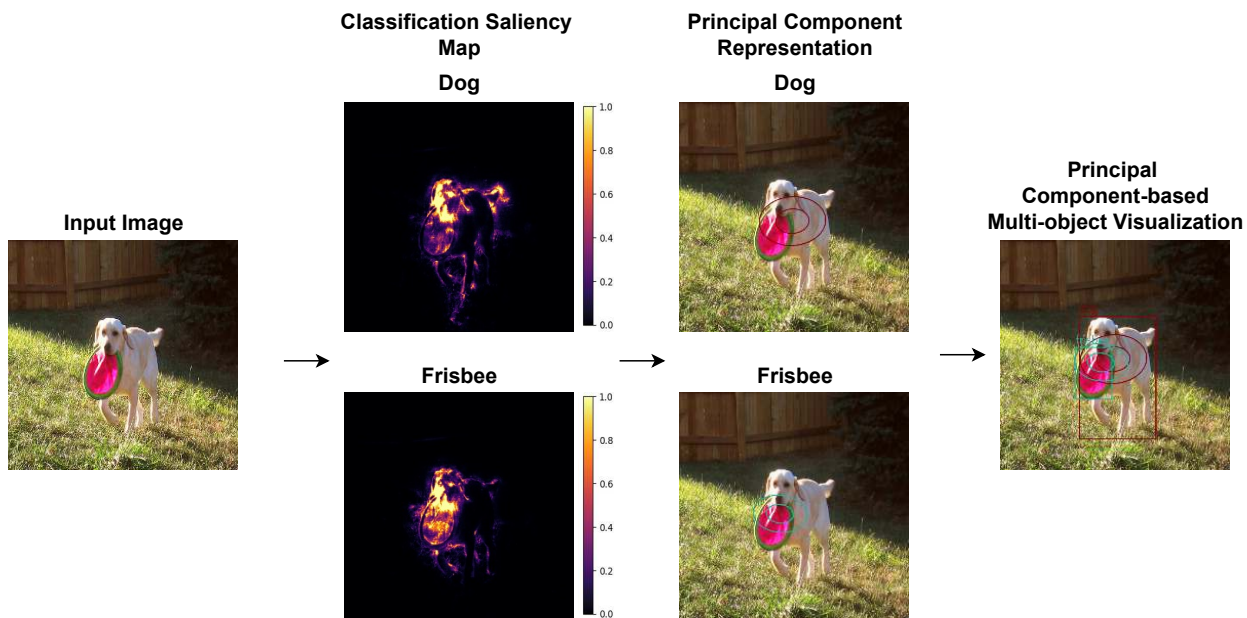 Classification Saliency
Map
Principal Component
Representation
Dog
Dog
1.0
0.8
0.6
0.4
0.2
0.0
Principal
Component-based
Multi-object Visualization
Input Image
Frisbee
Frisbee
1.0
0.8
0.6
0.4
0.2
0.0